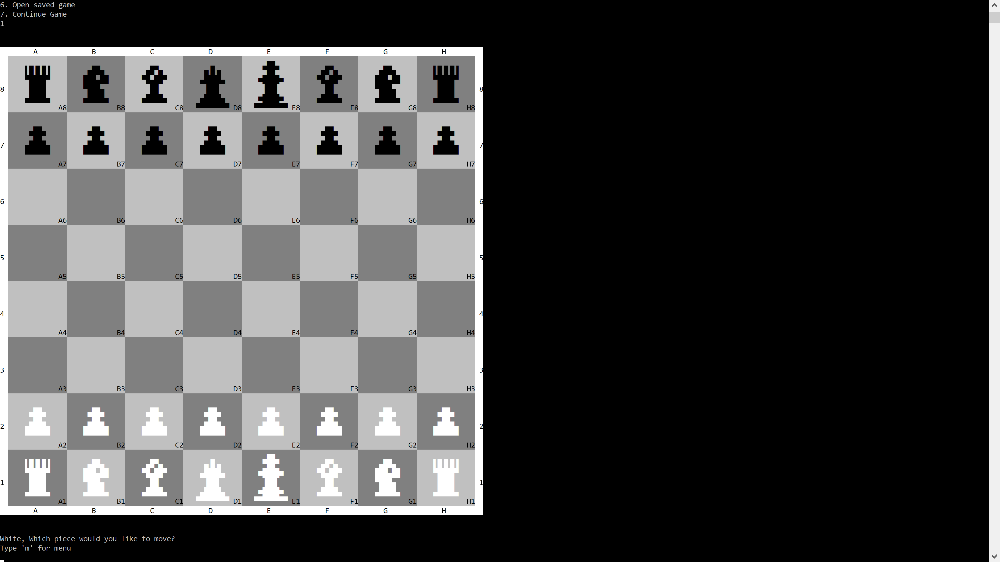 6. Open saved game
7. Continue Game
1
A B C D E F G H
8 8
A8 B8 C8 D8 E8 F8 G8 H8
7 7
A7 B7 C7 D7 E7 F7 G7 H7
6 6
A6 B6 C6 D6 E6 F6 G6 H6
5 5
A5 B5 C5 D5 E5 F5 G5 H5
4 4
A4 B4 C4 D4 E4 F4 G4 H4
3 3
A3 B3 C3 D3 E3 F3 G3 H3
2 2
A2 B2 C2 D2 E2 F2 G2 H2
1 1
A1 B1 C1 D1 E1 F1 G1 H1
A B C D E F G H
White, Which piece would you like to move?
Type 'm' for menu